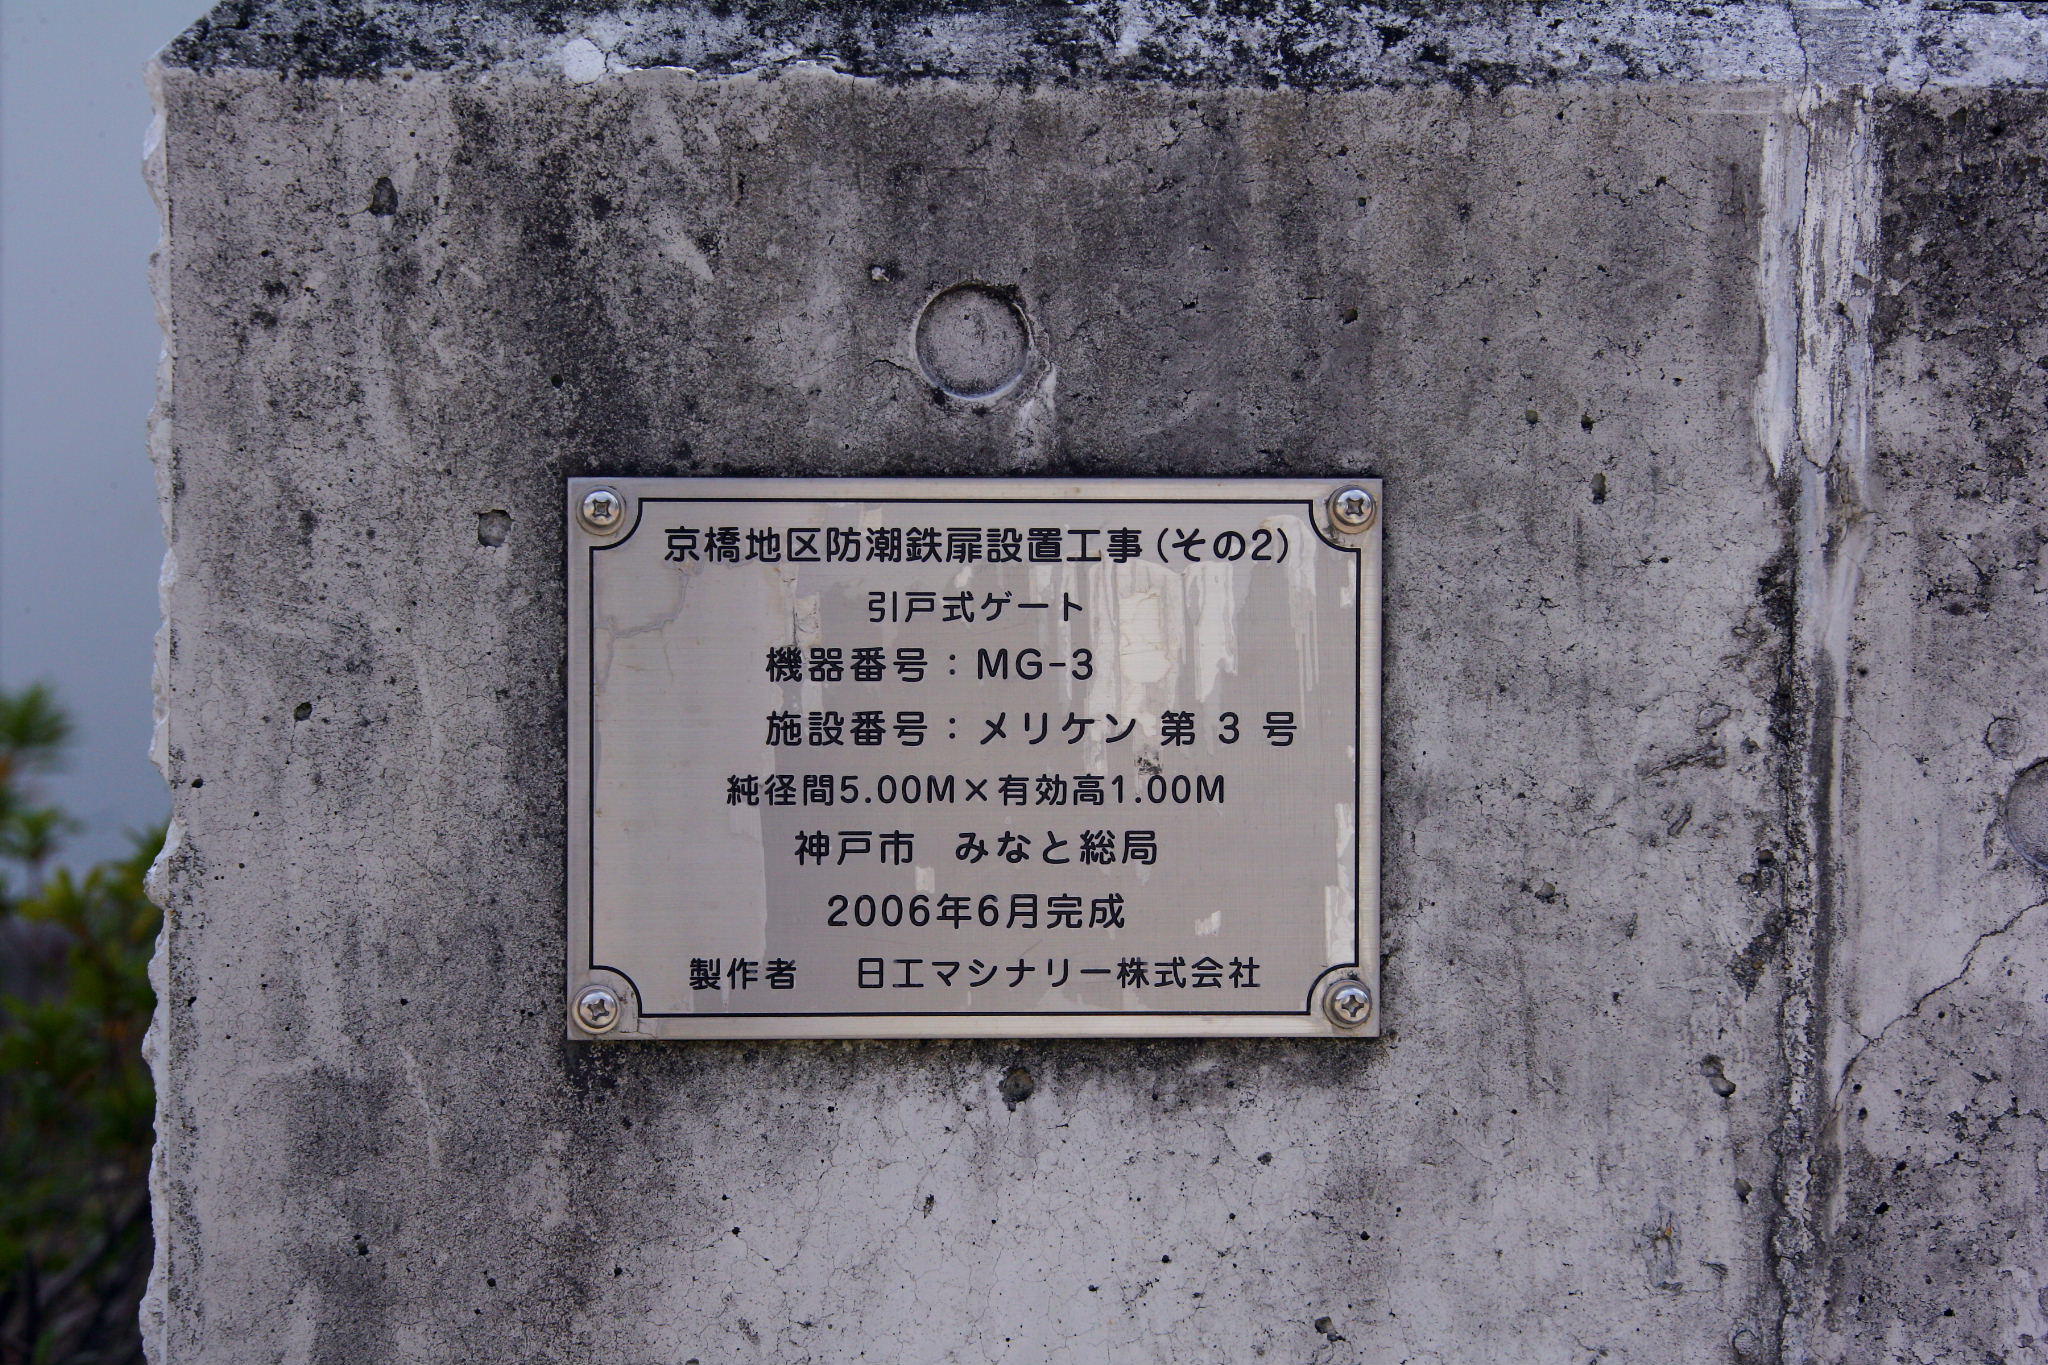 京橋地区防潮鉄扉設置工事(その2)
引戸式ゲート
機器番号：MG-3
施設番号：メリケン 第 3 号
純径間5.00M×有効高1.00M
神戸市　みなと総局
2006年6月完成
製作者　日工マシナリー株式会社